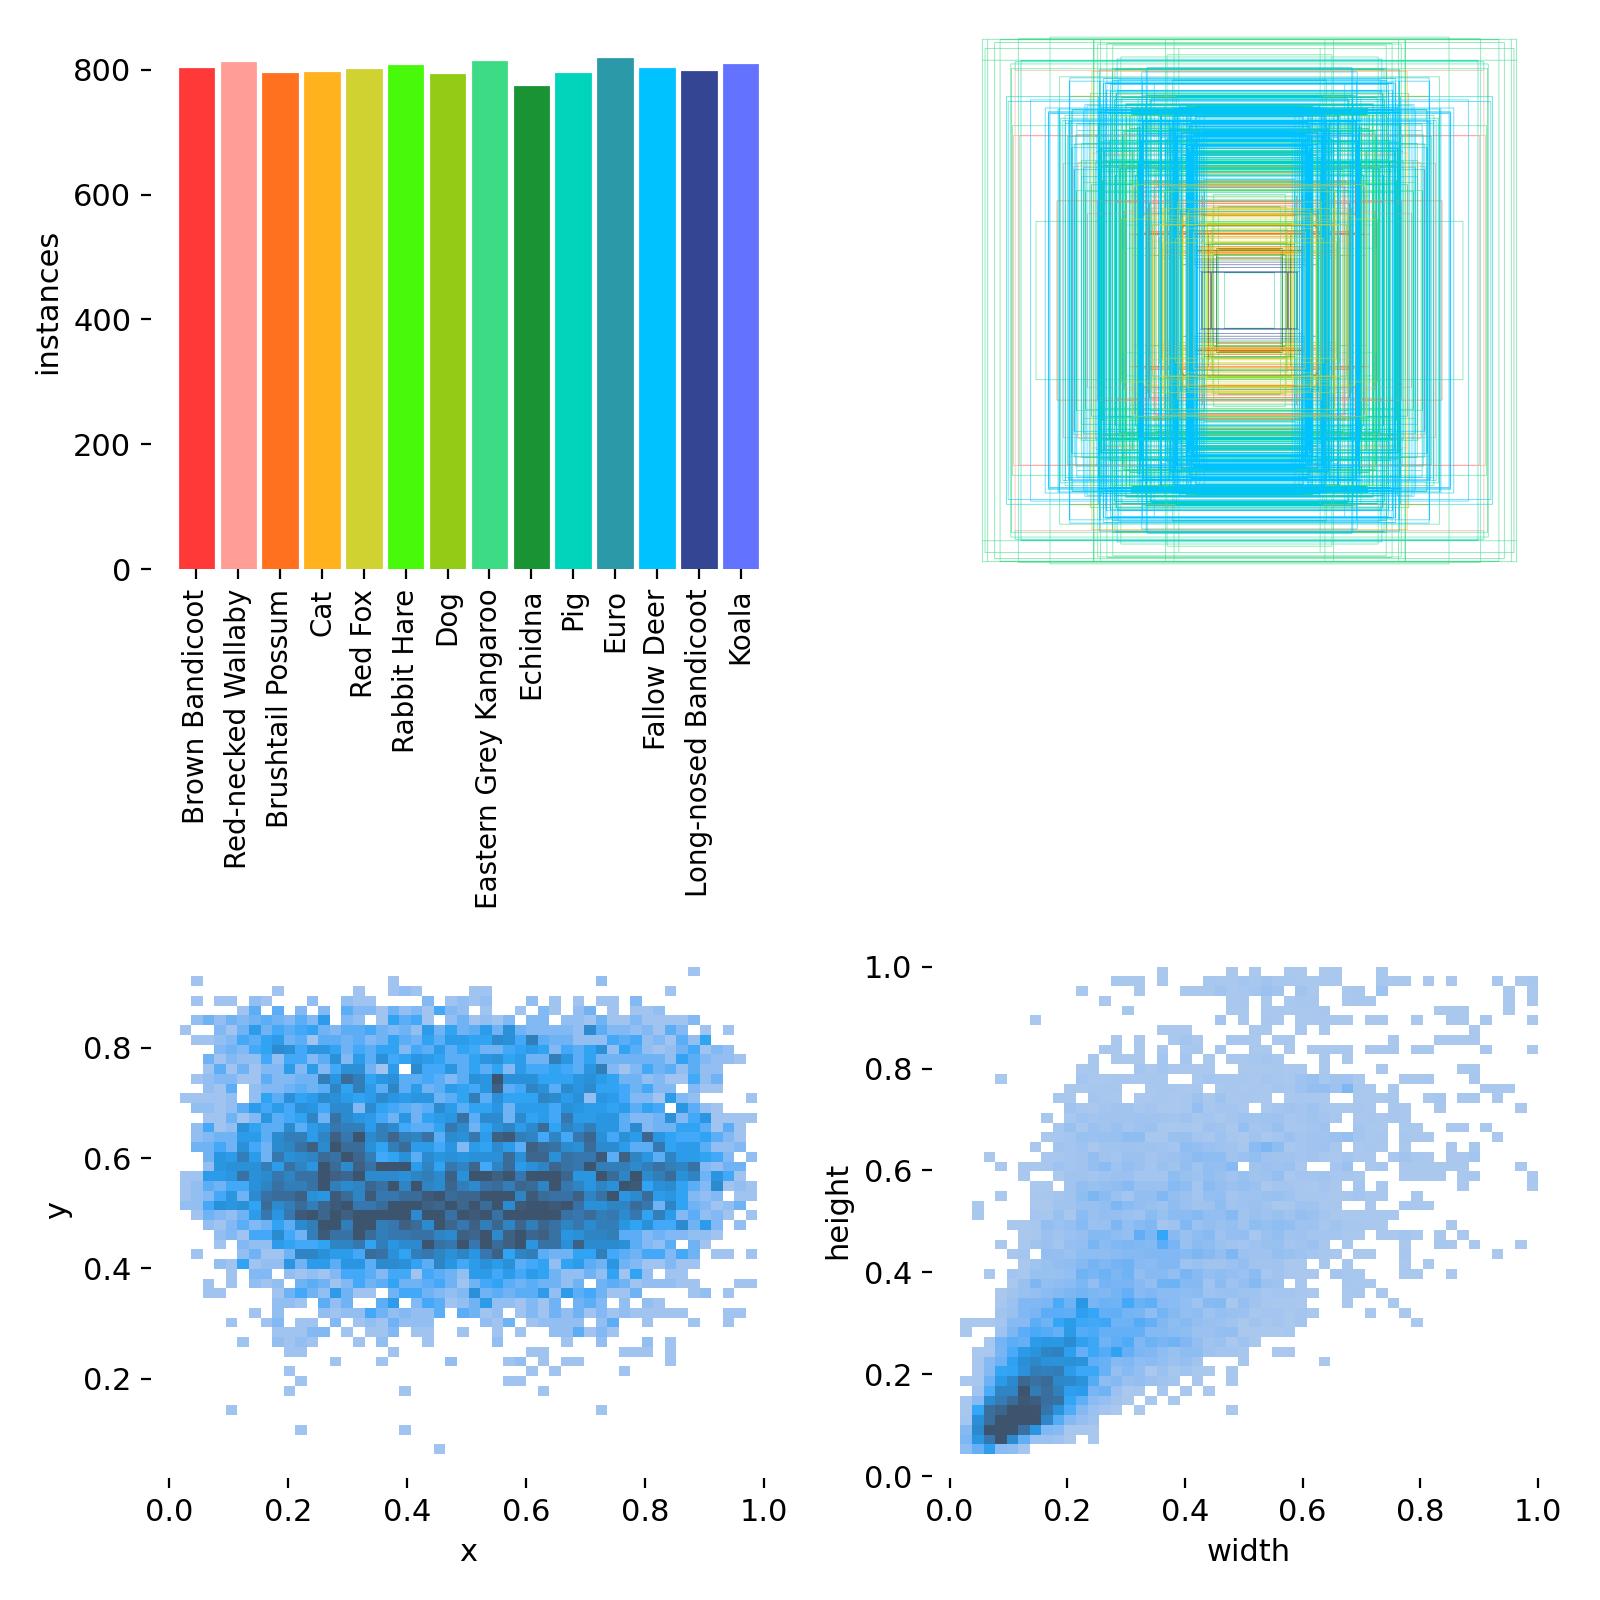 800
600
400
200
0
instances
Brown Bandicoot
Red-necked Wallaby
Brushtail Possum
Cat
Red Fox
Rabbit Hare
Dog
Eastern Grey Kangaroo
Echidna
Pig
Euro
Fallow Deer
Long-nosed Bandicoot
Koala
0.8
0.6
0.4
0.2
y
0.0 0.2 0.4 0.6 0.8 1.0
x
1.0
0.8
0.6
0.4
0.2
0.0
height
0.0 0.2 0.4 0.6 0.8 1.0
width